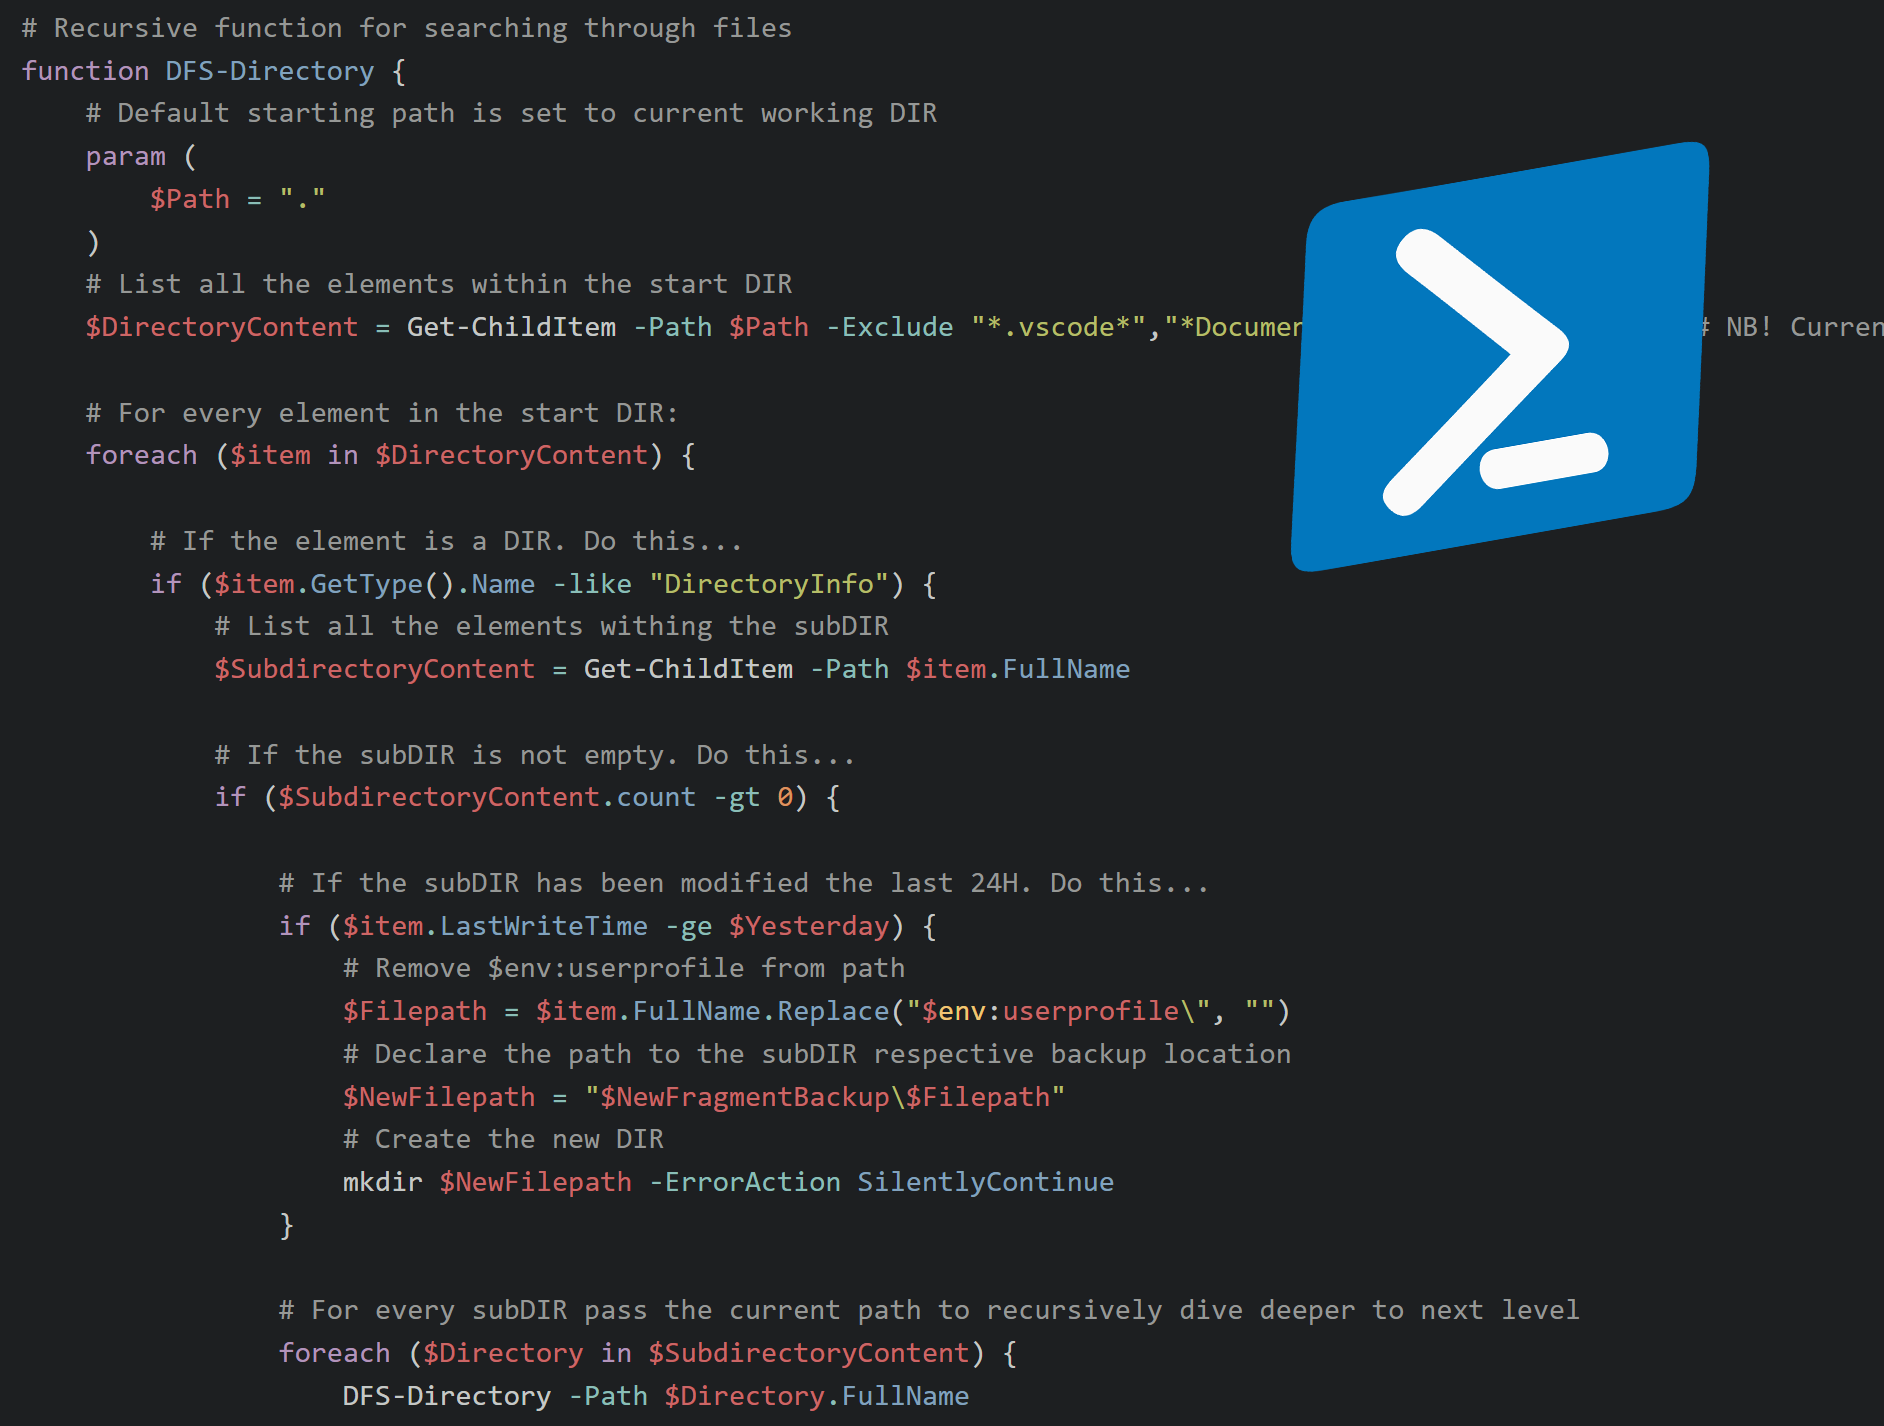 # Recursive function for searching through files
function DFS-Directory {
    # Default starting path is set to current working DIR
    param (
        $Path = "."
    )
    # List all the elements within the start DIR
    $DirectoryContent = Get-ChildItem -Path $Path -Exclude "*.vscode*","*Documen # NB! Curren

    # For every element in the start DIR:
    foreach ($item in $DirectoryContent) {

        # If the element is a DIR. Do this...
        if ($item.GetType().Name -like "DirectoryInfo") {
            # List all the elements withing the subDIR
            $SubdirectoryContent = Get-ChildItem -Path $item.FullName

            # If the subDIR is not empty. Do this...
            if ($SubdirectoryContent.count -gt 0) {

                # If the subDIR has been modified the last 24H. Do this...
                if ($item.LastWriteTime -ge $Yesterday) {
                    # Remove $env:userprofile from path
                    $Filepath = $item.FullName.Replace("$env:userprofile\", "")
                    # Declare the path to the subDIR respective backup location
                    $NewFilepath = "$NewFragmentBackup\$Filepath"
                    # Create the new DIR
                    mkdir $NewFilepath -ErrorAction SilentlyContinue
                }

                # For every subDIR pass the current path to recursively dive deeper to next level
                foreach ($Directory in $SubdirectoryContent) {
                    DFS-Directory -Path $Directory.FullName